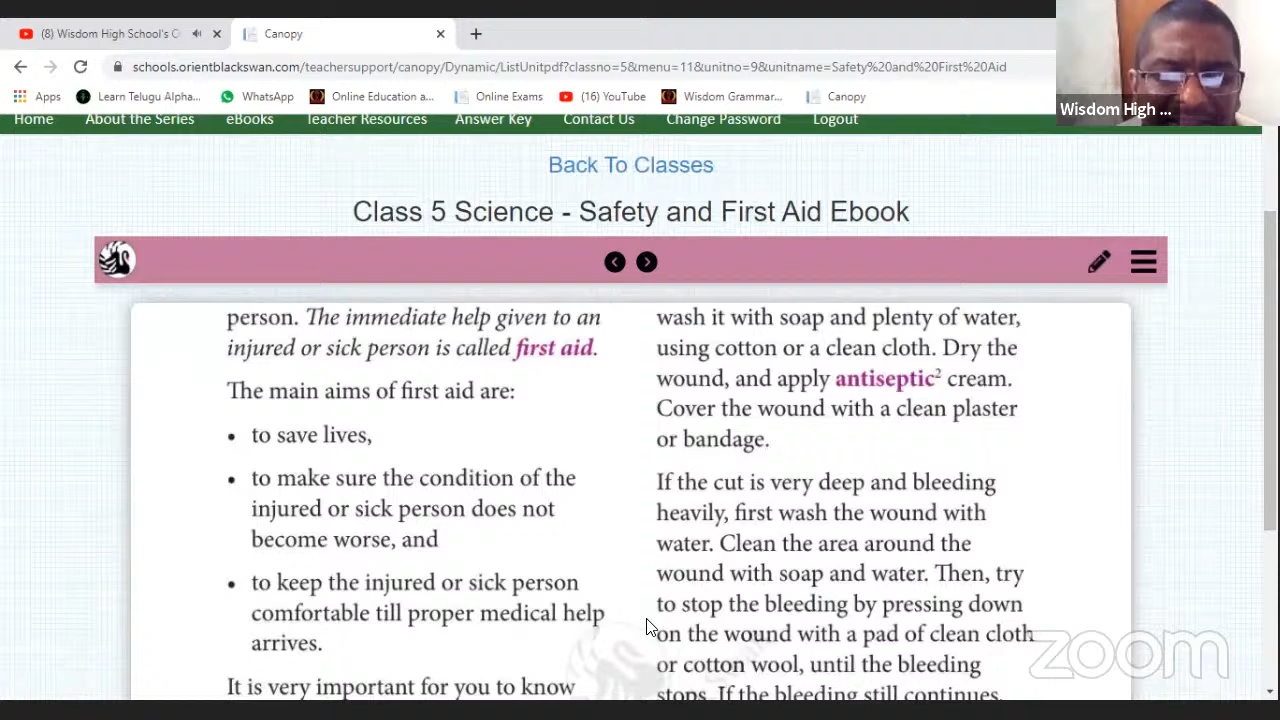 (8) Wisdom High School's O
Canopy
schools.orientblackswan.com/teachersupport/canopy/Dynamic/ListUnitpdf?classno=5&menu=11&unitno=9&unitname=Safety%20and%20First%20Aid
Apps
Learn Telugu Alpha...
WhatsApp
Online Education a...
Online Exams
(16) YouTube
Wisdom Grammar...
Canopy
Wisdom High ...
Home
About the Series
eBooks
Teacher Resources
Answer Key
Contact Us
Change Password
Logout
Back To Classes
Class 5 Science - Safety and First Aid Ebook
person. The immediate help given to an
injured or sick person is called first aid.
The main aims of first aid are:
• to save lives,
• to make sure the condition of the
injured or sick person does not
become worse, and
• to keep the injured or sick person
comfortable till proper medical help
arrives.
It is very important for you to know
wash it with soap and plenty of water,
using cotton or a clean cloth. Dry the
wound, and apply antiseptic² cream.
Cover the wound with a clean plaster
or bandage.
If the cut is very deep and bleeding
heavily, first wash the wound with
water. Clean the area around the
wound with soap and water. Then, try
to stop the bleeding by pressing down
on the wound with a pad of clean cloth
or cotton wool, until the bleeding
stops. If the bleeding still continues,
zoom